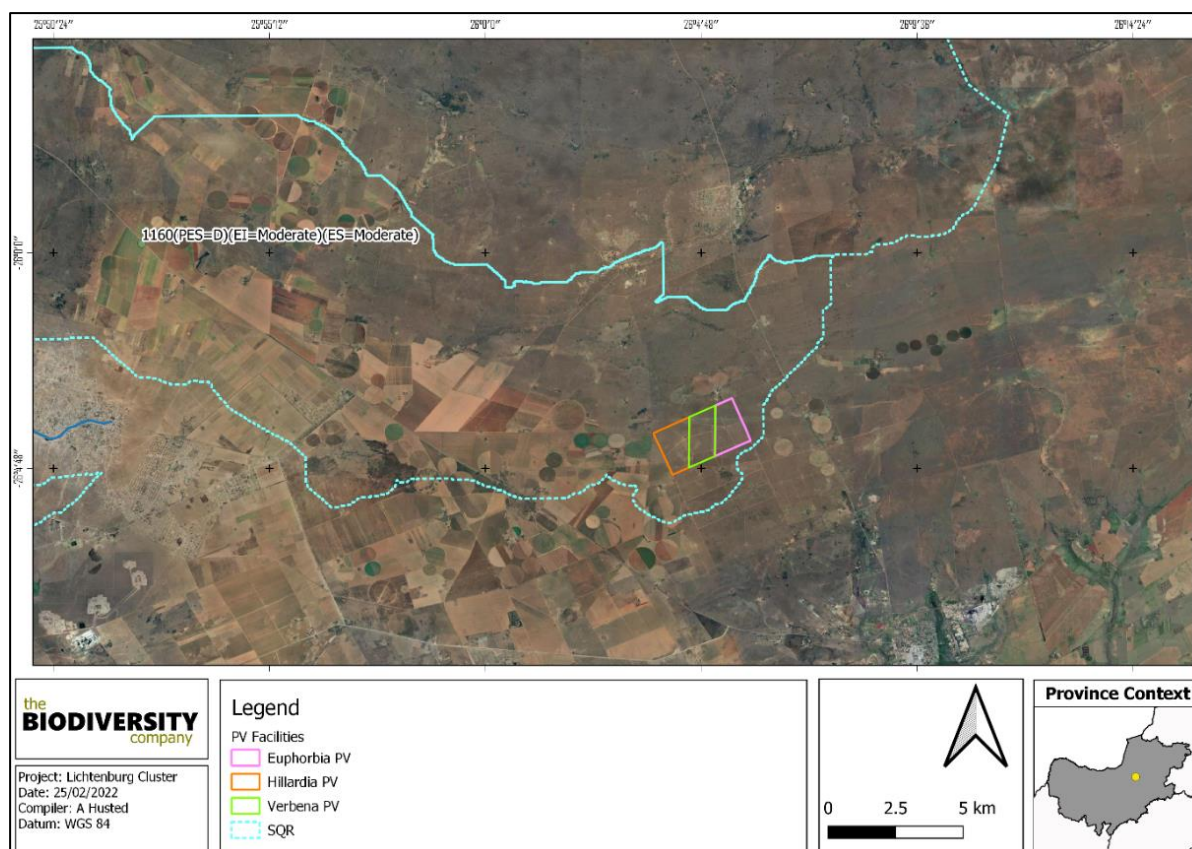 25°50'24" 25°55'12" 26°0'0" 26°4'48" 26°9'36" 26°14'24"
1160(PES=D)(EI=Moderate)(ES=Moderate)
-26°0'0"
-26°4'48"
the
BIODIVERSITY
company
Project: Lichtenburg Cluster
Date: 25/02/2022
Compiler: A Husted
Datum: WGS 84
Legend
PV Facilities
Euphorbia PV
Hillardia PV
Verbena PV
SQR
0 2.5 5 km
Province Context